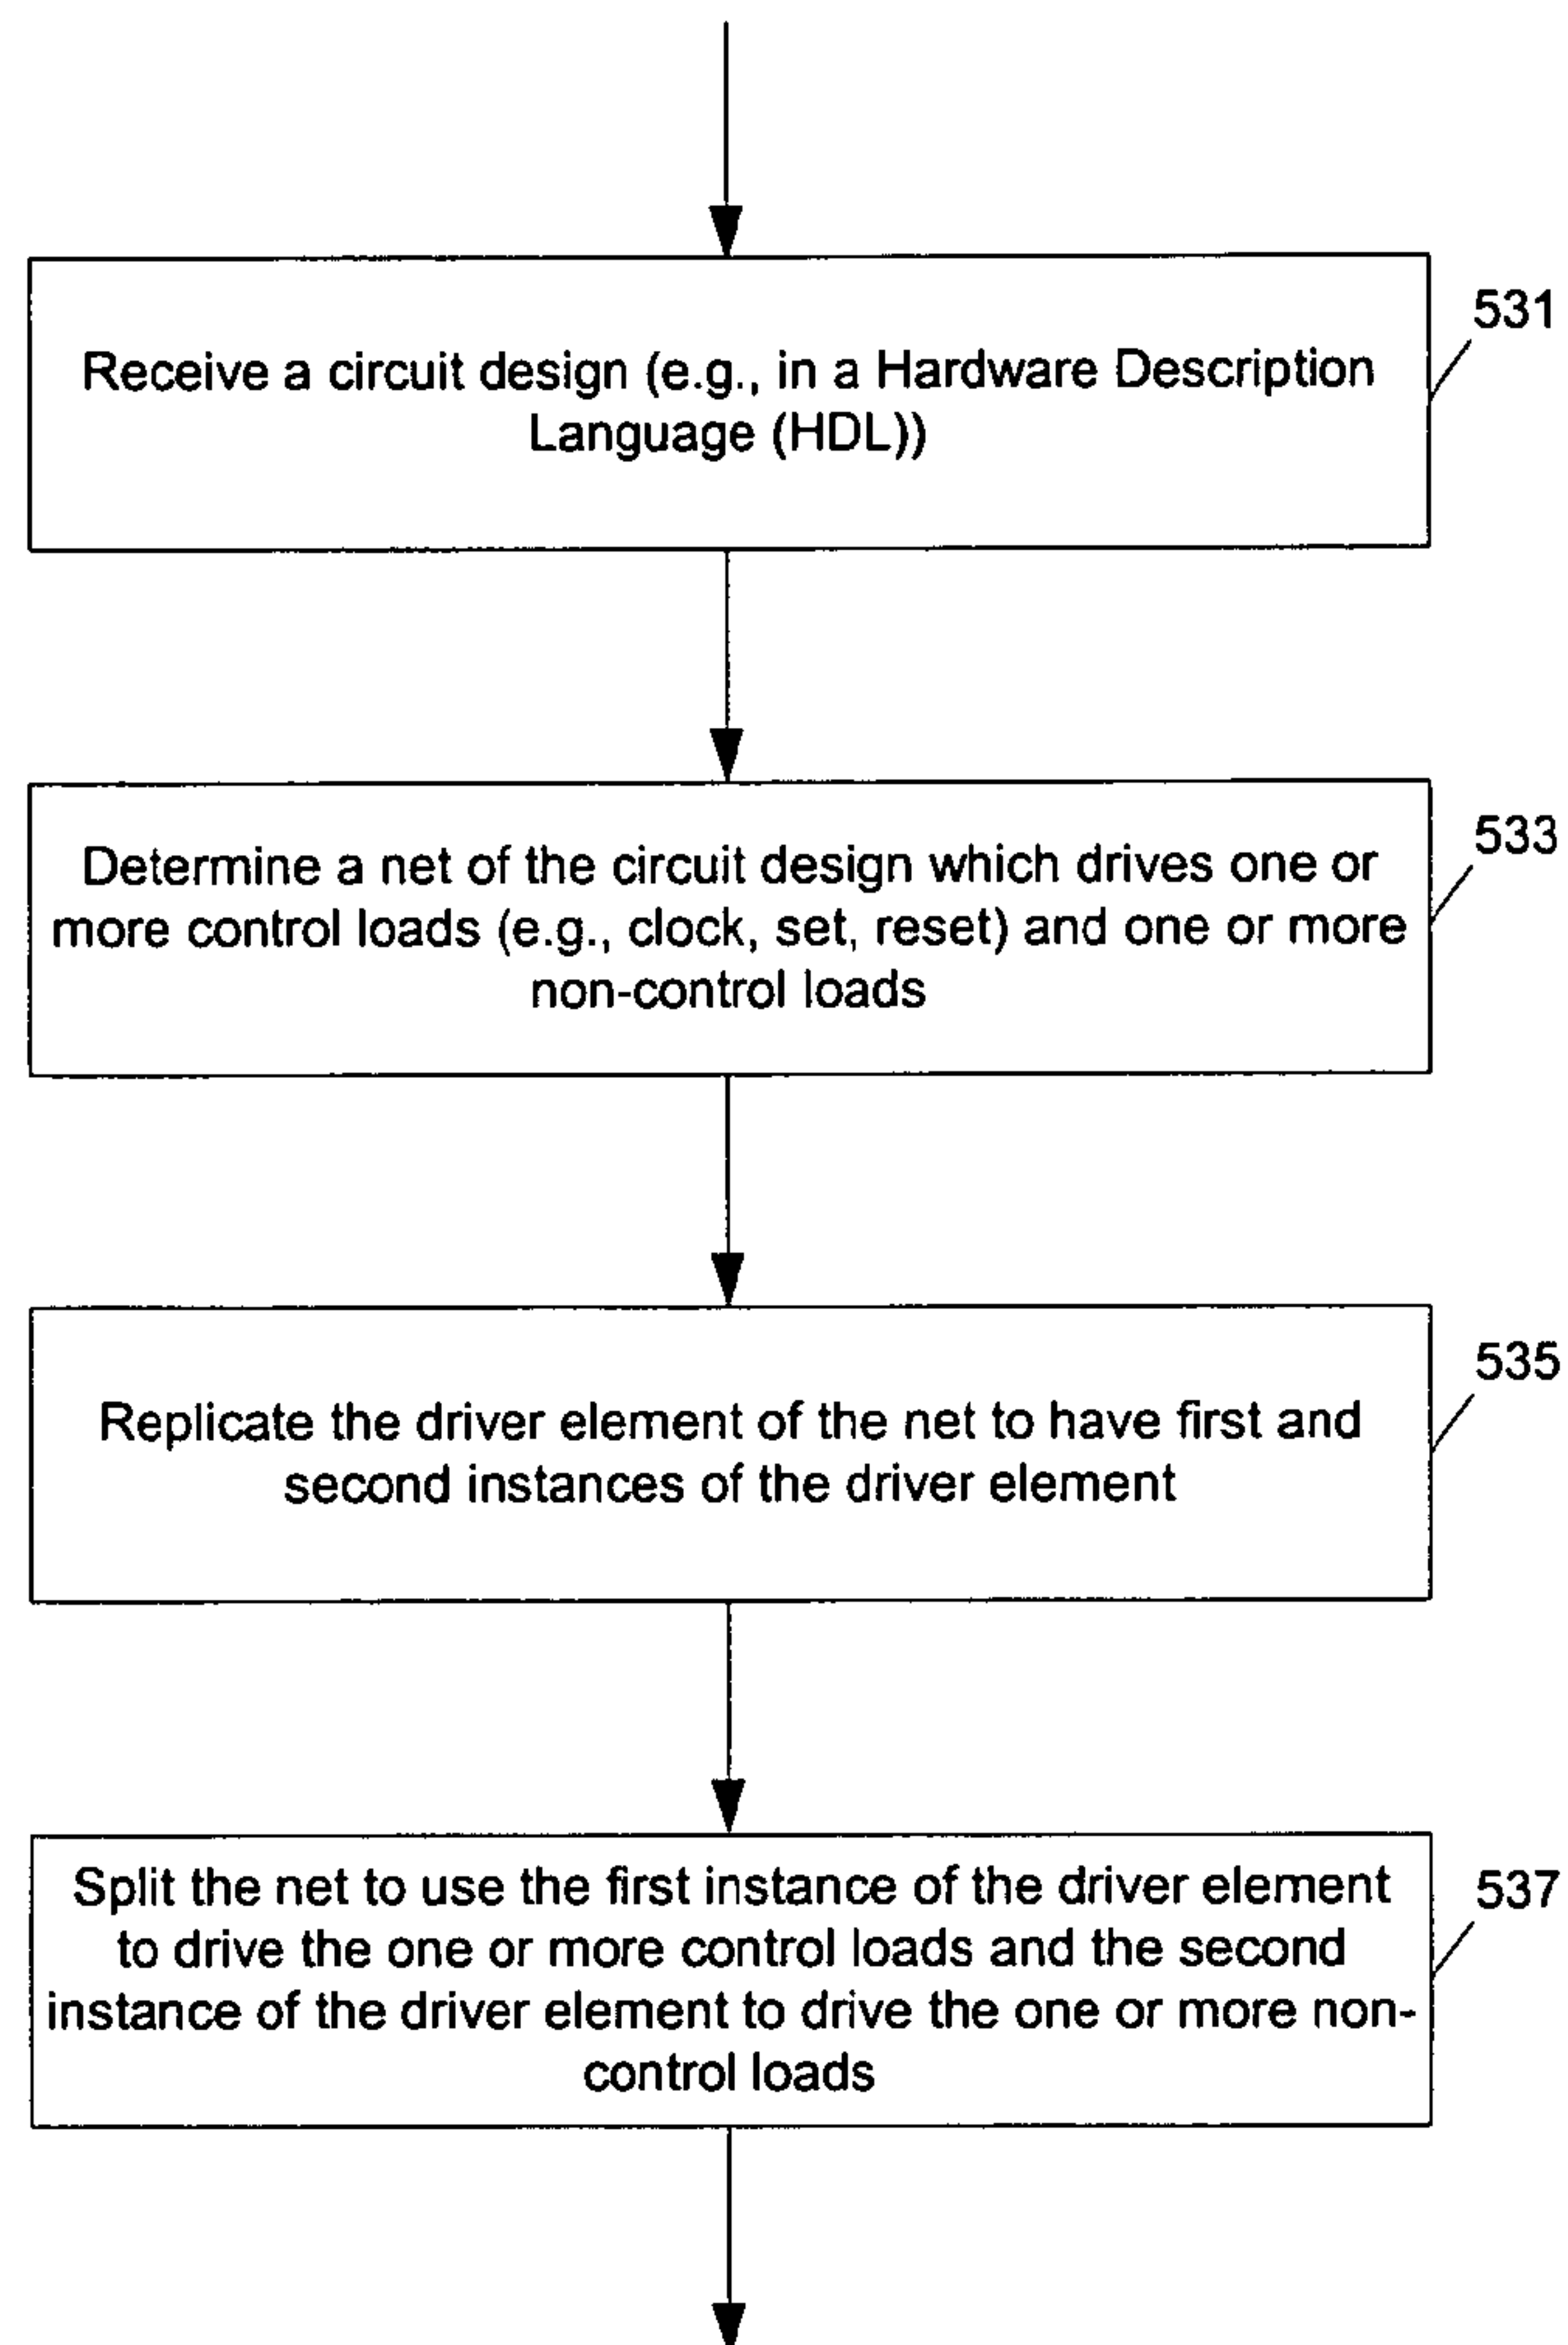 531
Receive a circuit design (e.g., in a Hardware Description
Language (HDL))
533
Determine a net of the circuit design which drives one or
more control loads (e.g., clock, set, reset) and one or more
non-control loads
535
Replicate the driver element of the net to have first and
second instances of the driver element
537
Split the net to use the first instance of the driver element
to drive the one or more control loads and the second
instance of the driver element to drive the one or more non-
control loads